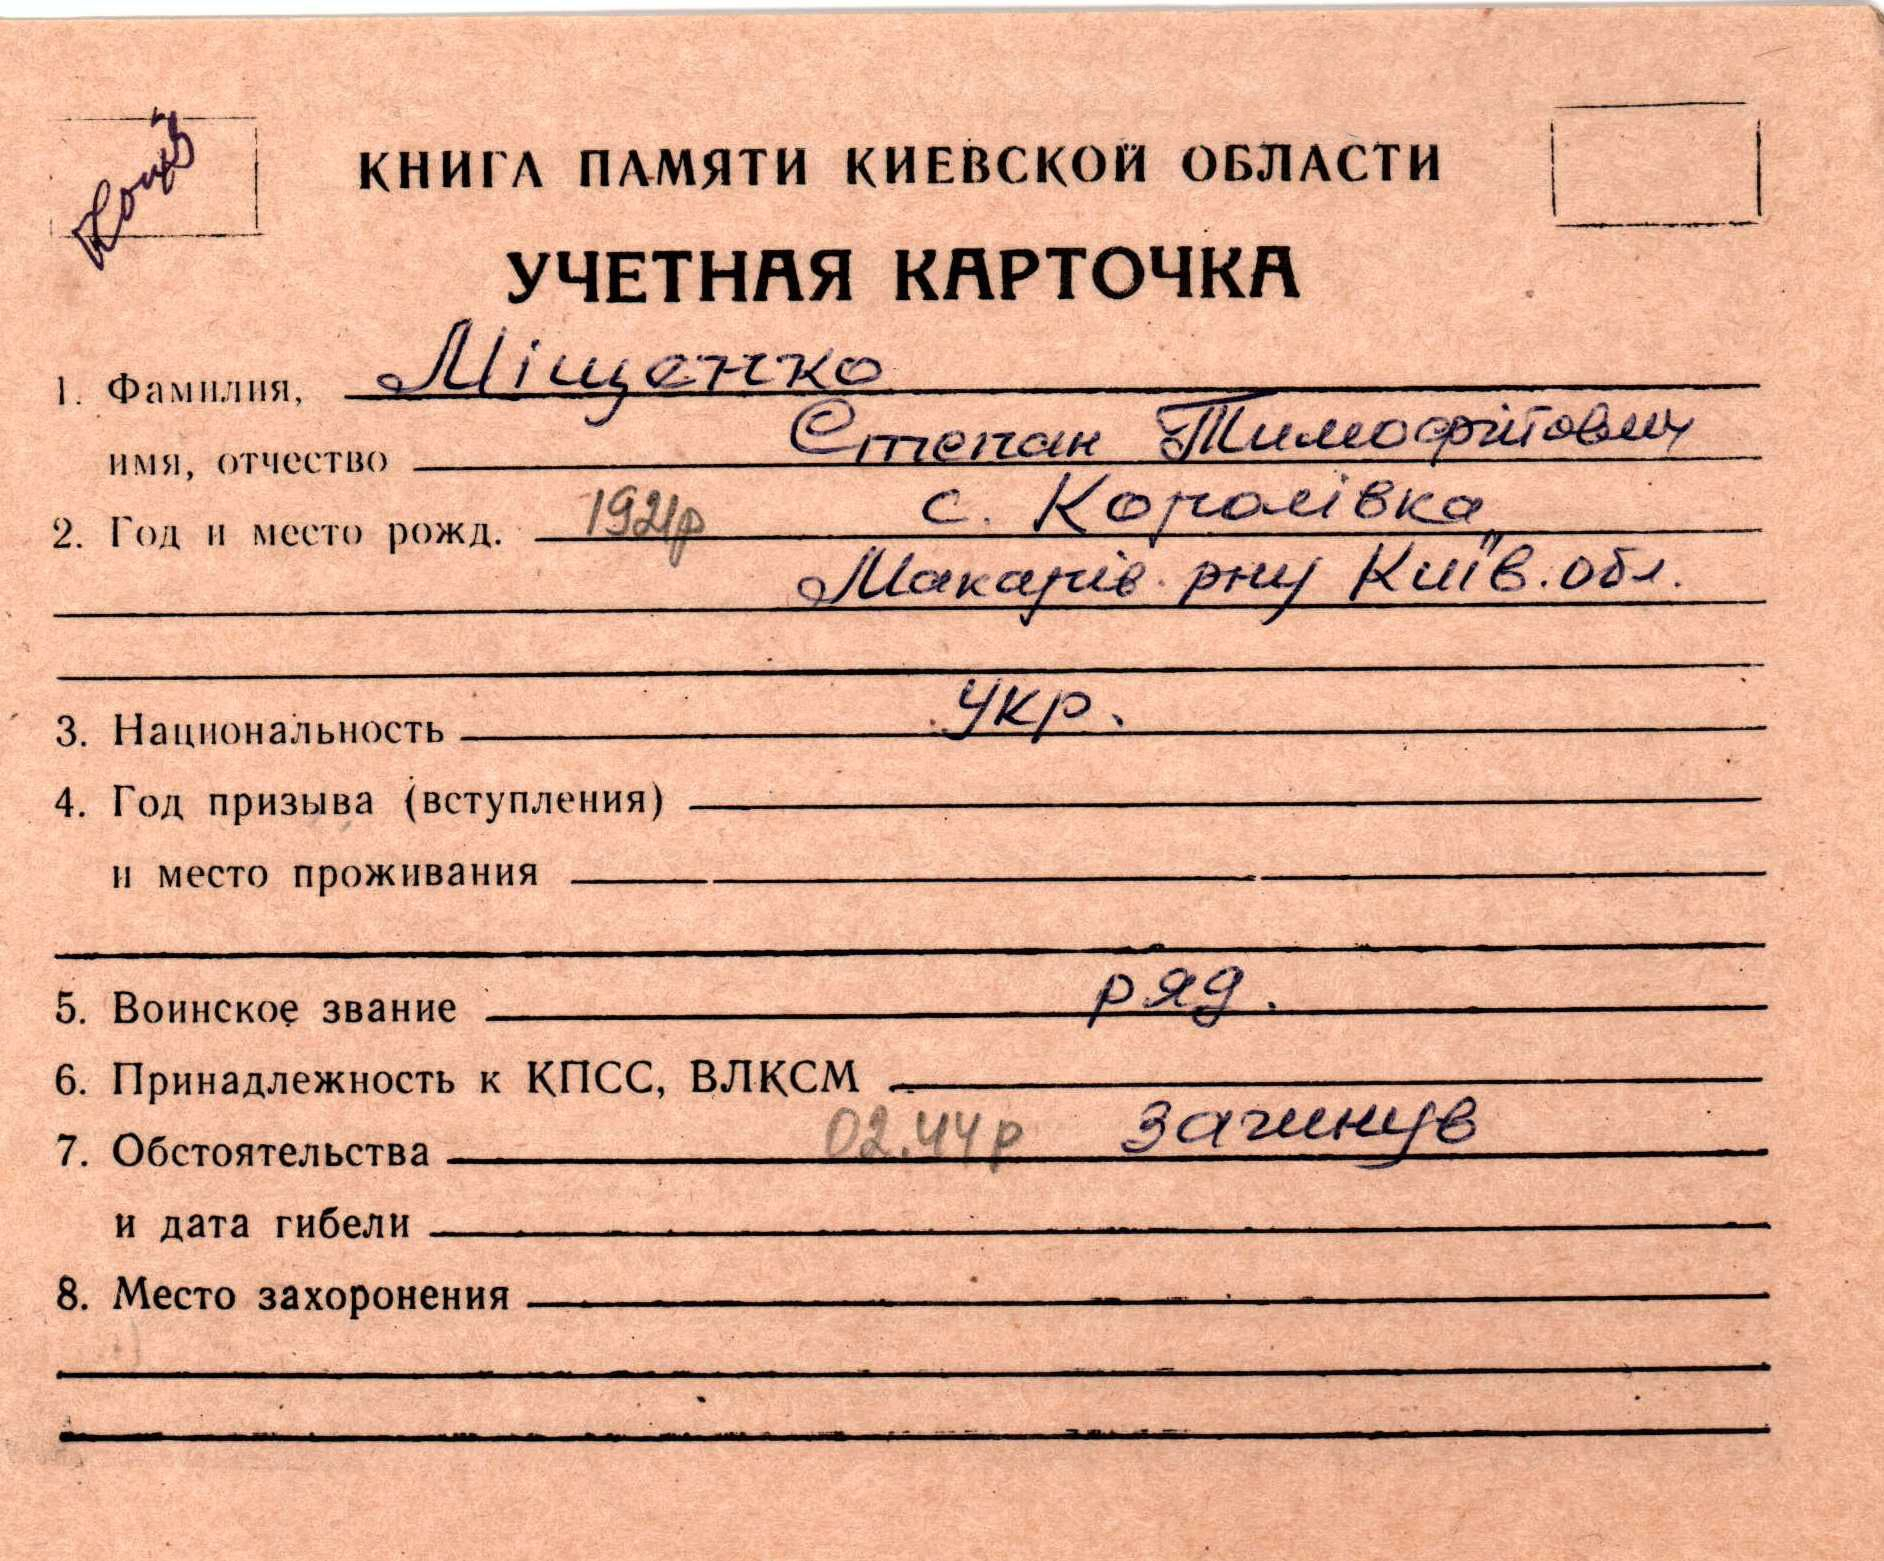 КНИГА ПАМЯТИ КИЕВСКОЙ ОБЛАСТИ
УЧЕТНАЯ КАРТОЧКА
1. Фамилия, Міщенко
имя, отчество Степан Тимофійович
2. Год и место рожд. 1921р с. Королівка
Макарів. рну Київ. обл.
3. Национальность укр.
4. Год призыва (вступления)
и место проживания
5. Воинское звание ряд.
6. Принадлежность к КПСС, ВЛКСМ
7. Обстоятельства 02.44р загинув
и дата гибели
8. Место захоронения